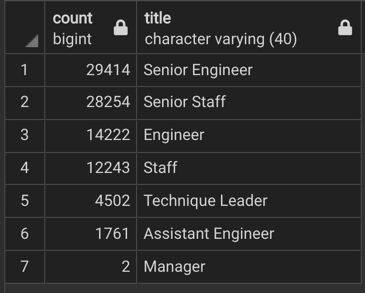 count title
bigint character varying (40)
1 29414 Senior Engineer
2 28254 Senior Staff
3 14222 Engineer
4 12243 Staff
5 4502 Technique Leader
6 1761 Assistant Engineer
7 2 Manager